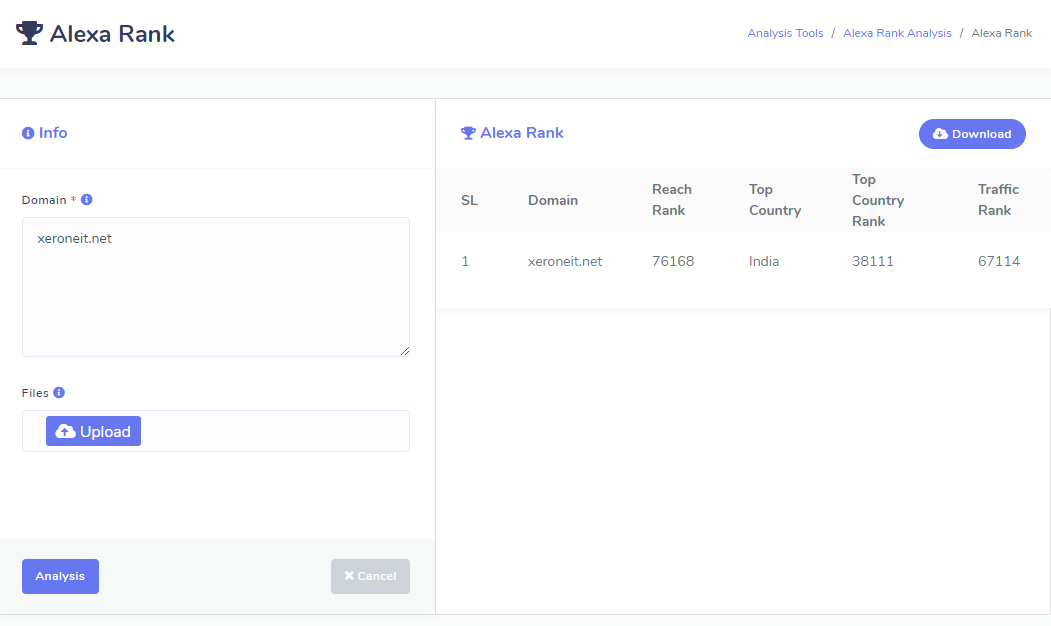 Alexa Rank
Analysis Tools / Alexa Rank Analysis / Alexa Rank
Info
Domain *
xeroneit.net
Files
Upload
Analysis
Cancel
Alexa Rank
Download
SL Domain Reach Rank Top Country Top Country Rank Traffic Rank
1 xeroneit.net 76168 India 38111 67114